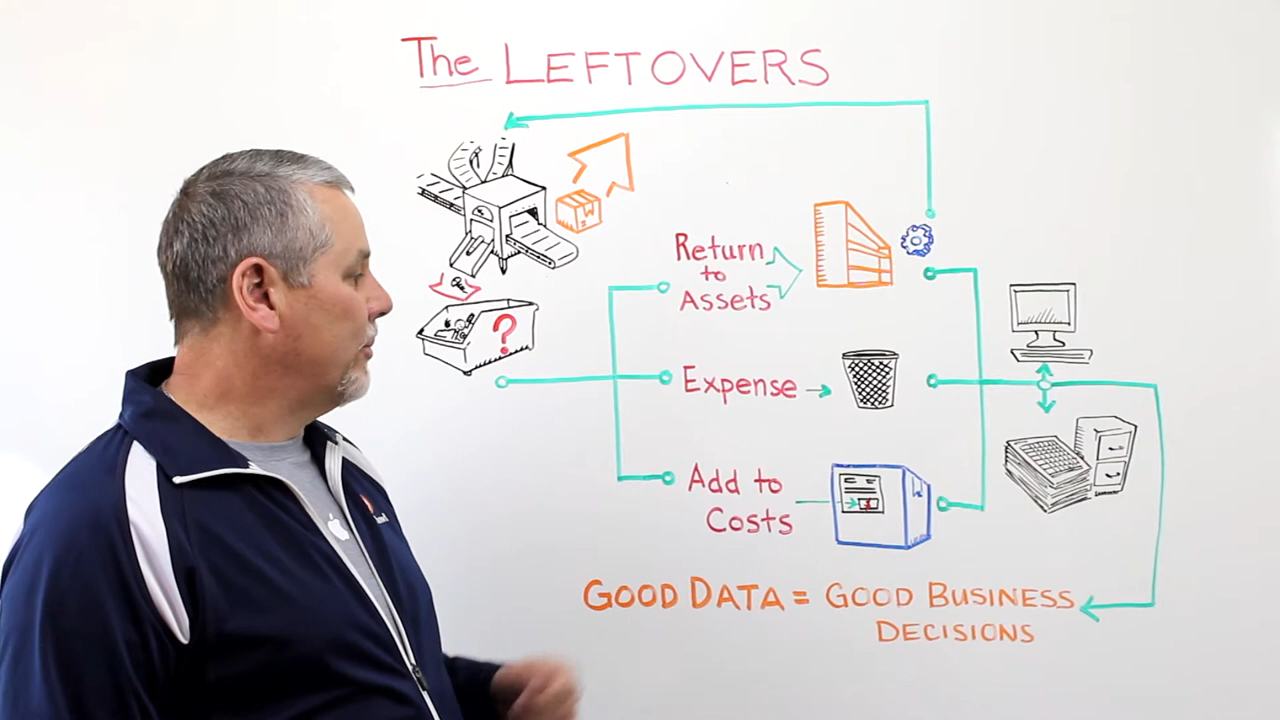 The LEFTOVERS
?
Return
to
Assets
Expense
Add to
Costs
GOOD DATA = GOOD BUSINESS
DECISIONS